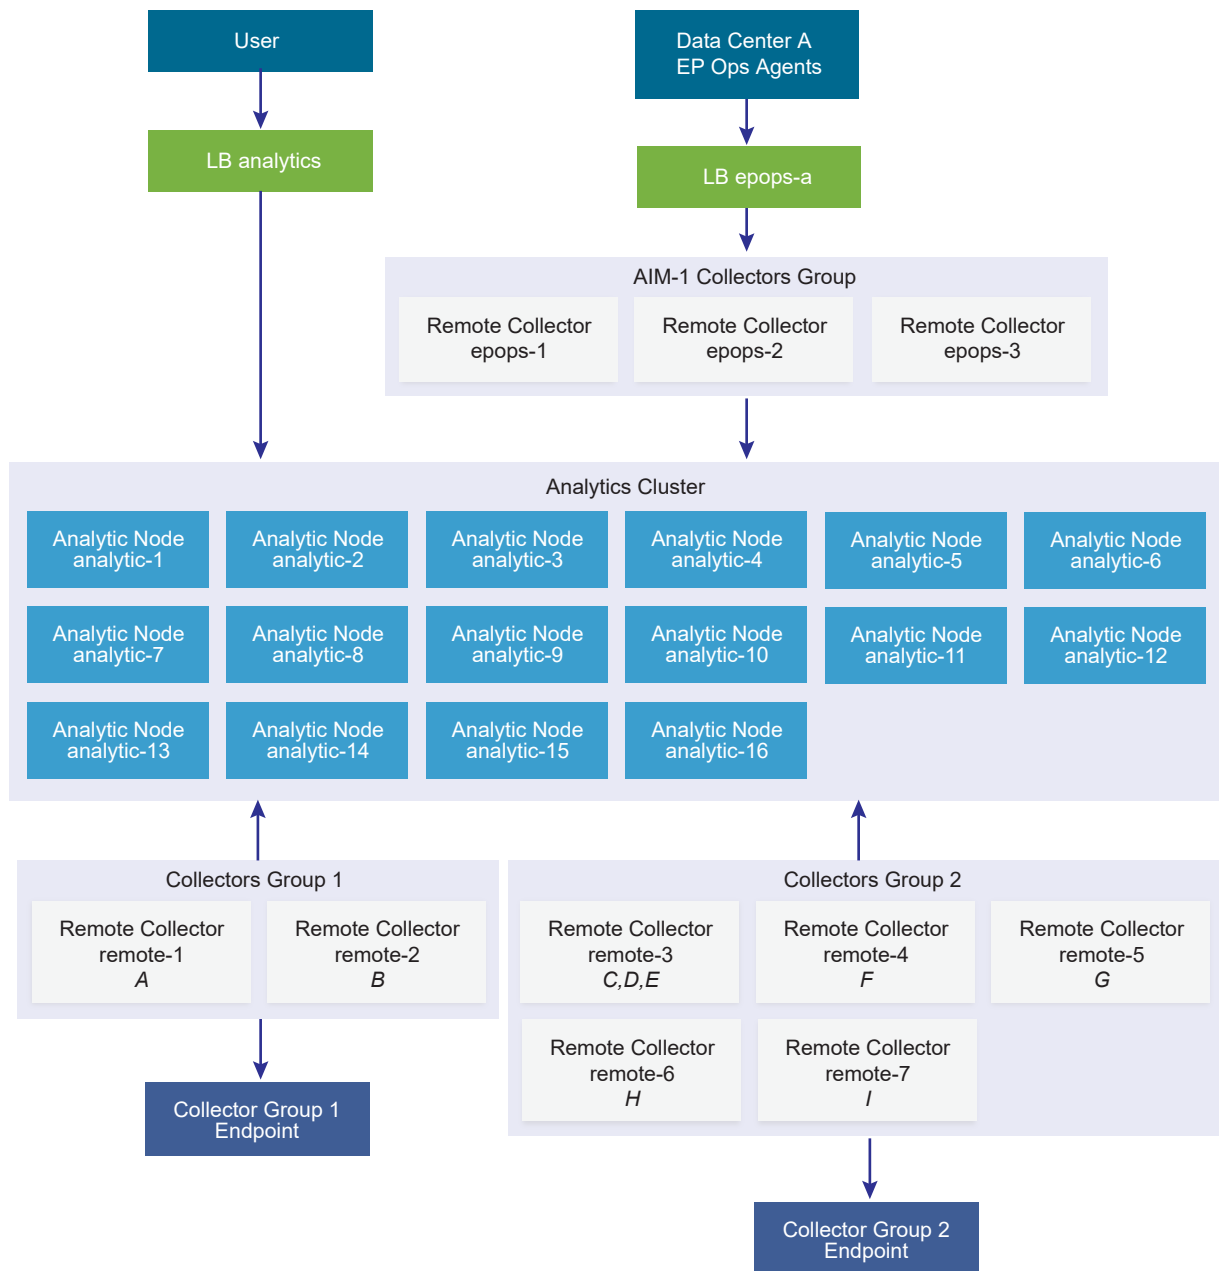 User
Data Center A
EP Ops Agents
LB analytics
LB epops-a
AIM-1 Collectors Group
Remote Collector
epops-1
Remote Collector
epops-2
Remote Collector
epops-3
Analytics Cluster
Analytic Node
analytic-1
Analytic Node
analytic-2
Analytic Node
analytic-3
Analytic Node
analytic-4
Analytic Node
analytic-5
Analytic Node
analytic-6
Analytic Node
analytic-7
Analytic Node
analytic-8
Analytic Node
analytic-9
Analytic Node
analytic-10
Analytic Node
analytic-11
Analytic Node
analytic-12
Analytic Node
analytic-13
Analytic Node
analytic-14
Analytic Node
analytic-15
Analytic Node
analytic-16
Collectors Group 1
Remote Collector
remote-1
A
Remote Collector
remote-2
B
Collector Group 1
Endpoint
Collectors Group 2
Remote Collector
remote-3
C,D,E
Remote Collector
remote-4
F
Remote Collector
remote-5
G
Remote Collector
remote-6
H
Remote Collector
remote-7
I
Collector Group 2
Endpoint